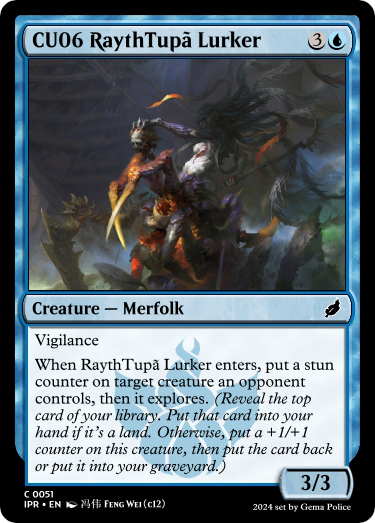 CU06 RaythTupã Lurker 3
Creature — Merfolk
Vigilance
When RaythTupã Lurker enters, put a stun
counter on target creature an opponent
controls, then it explores. (Reveal the top
card of your library. Put that card into your
hand if it's a land. Otherwise, put a +1/+1
counter on this creature, then put the card back
or put it into your graveyard.)
3/3
C 0051
IPR • EN 冯伟 Feng Wei (c12)
2024 set by Gema Police